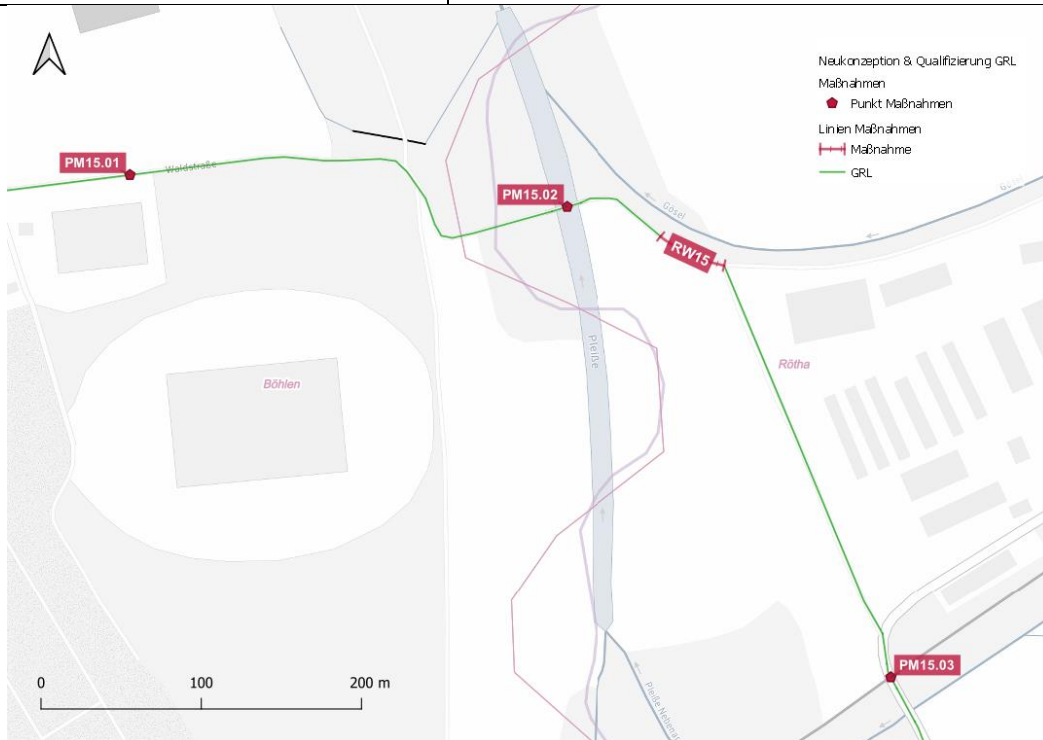 Neukonzeption & Qualifizierung GRL
Maßnahmen
Punkt Maßnahmen
Linien Maßnahmen
Maßnahme
GRL
PM15.01
Waldstraße
PM15.02
Gösel
Gösel
RW15
Pleiße
Böhlen
Rötha
PM15.03
0 100 200 m